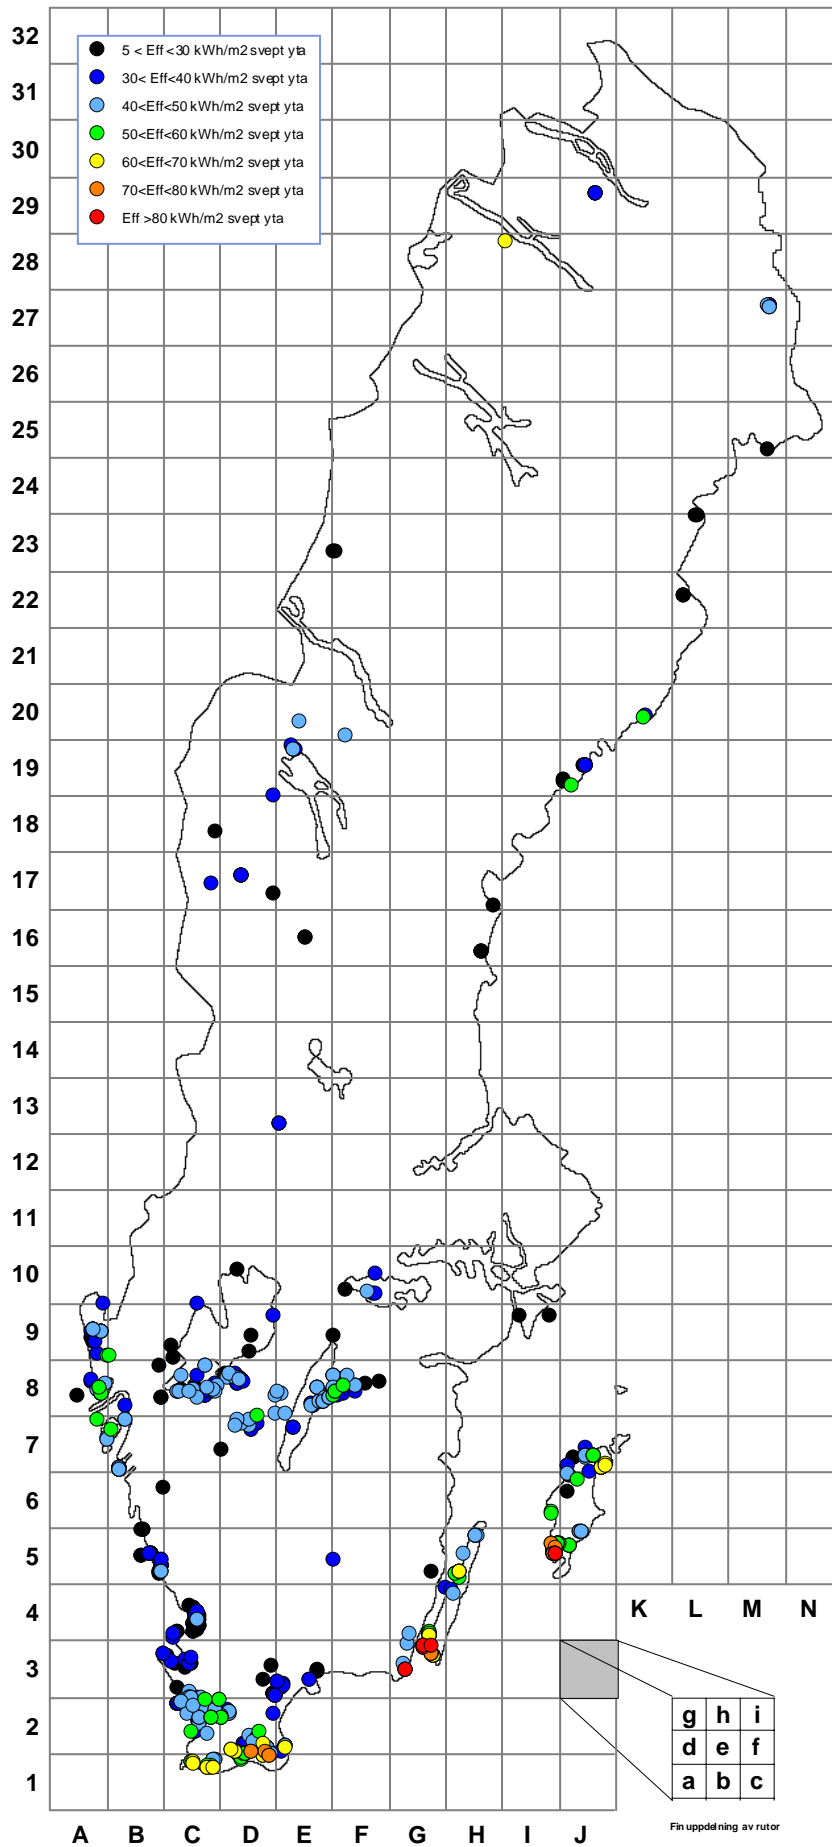 32
5 < Eff <30 kWh/m2 svept yta
30< Eff<40 kWh/m2 svept yta
40<Eff<50 kWh/m2 svept yta
50<Eff<60 kWh/m2 svept yta
60<Eff<70 kWh/m2 svept yta
70<Eff<80 kWh/m2 svept yta
Eff >80 kWh/m2 svept yta
31
30
29
28
27
26
25
24
23
22
21
20
19
18
17
16
15
14
13
12
11
10
9
8
7
6
5
4
K L M N
3
g h i
2
d e f
a b c
1
Fin uppdelning av rutor
A B C D E F G H I J